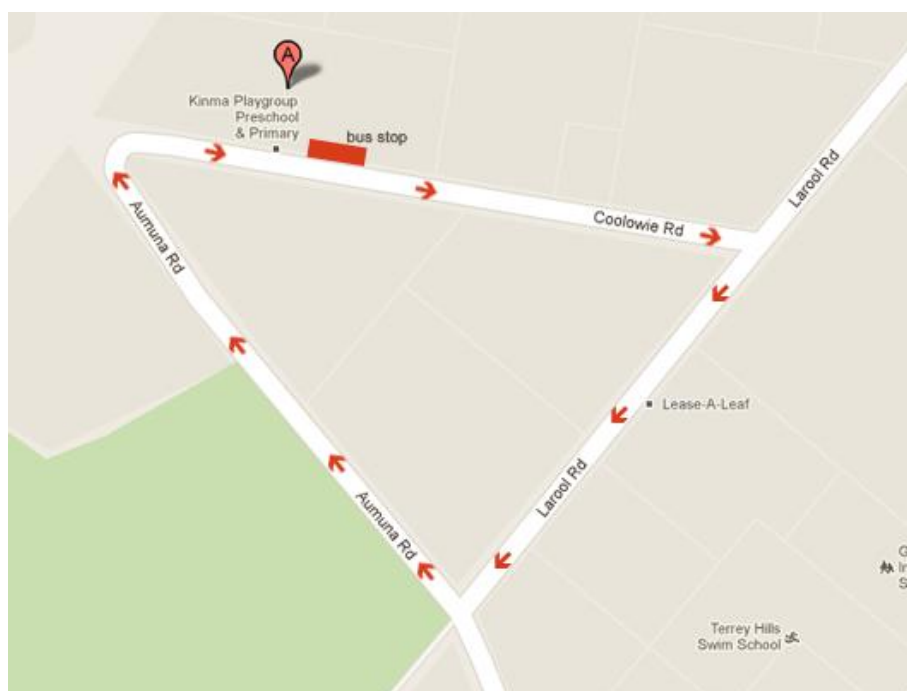 A
Kinma Playgroup
Preschool
& Primary
bus stop
Larool Rd
Coolowie Rd
Aumuna Rd
Lease-A-Leaf
Larool Rd
Aumuna Rd
G
In
S
Terrey Hills
Swim School